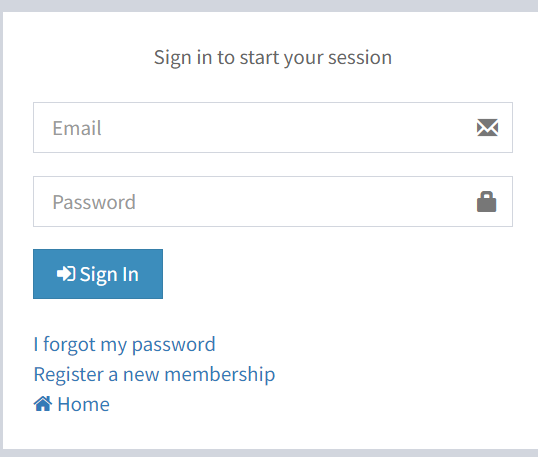 Sign in to start your session
Email
Password
Sign In
I forgot my password
Register a new membership
Home